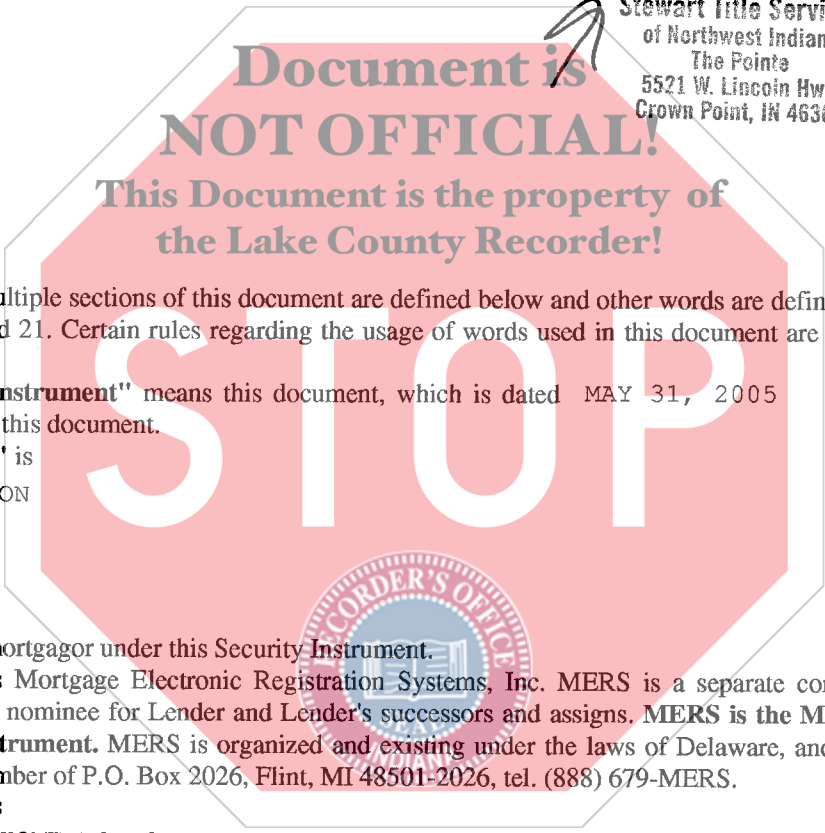 Stewart Title Servi
of Northwest Indian
The Pointe
5521 W. Lincoln Hw
Crown Point, IN 463
Document is
NOT OFFICIAL!
This Document is the property of
the Lake County Recorder!
ultiple sections of this document are defined below and other words are defin
d 21. Certain rules regarding the usage of words used in this document are
nstrument" means this document, which is dated MAY 31, 2005
this document.
" is
ON
STOP
RECORDER'S OFFICE
SEAL
INDIANA
ortgagor under this Security Instrument.
s Mortgage Electronic Registration Systems, Inc. MERS is a separate cor
nominee for Lender and Lender's successors and assigns. MERS is the M
trument. MERS is organized and existing under the laws of Delaware, and
mber of P.O. Box 2026, Flint, MI 48501-2026, tel. (888) 679-MERS.
s